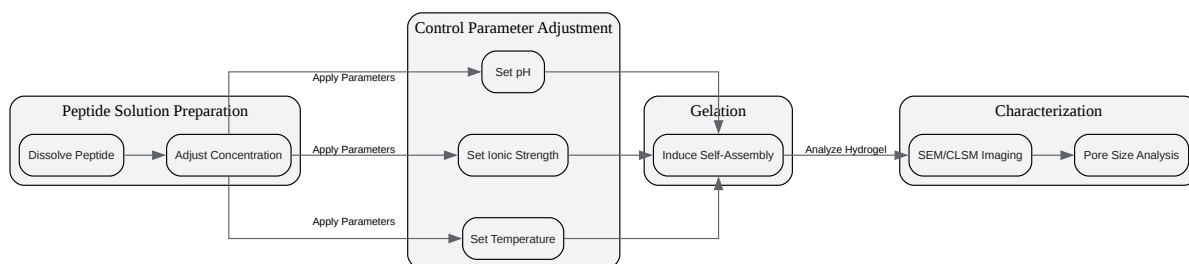 Peptide Solution Preparation
Dissolve Peptide
Adjust Concentration
Apply Parameters
Apply Parameters
Apply Parameters
Control Parameter Adjustment
Set pH
Set Ionic Strength
Set Temperature
Gelation
Induce Self-Assembly
Analyze Hydrogel
Characterization
SEM/CLSM Imaging
Pore Size Analysis